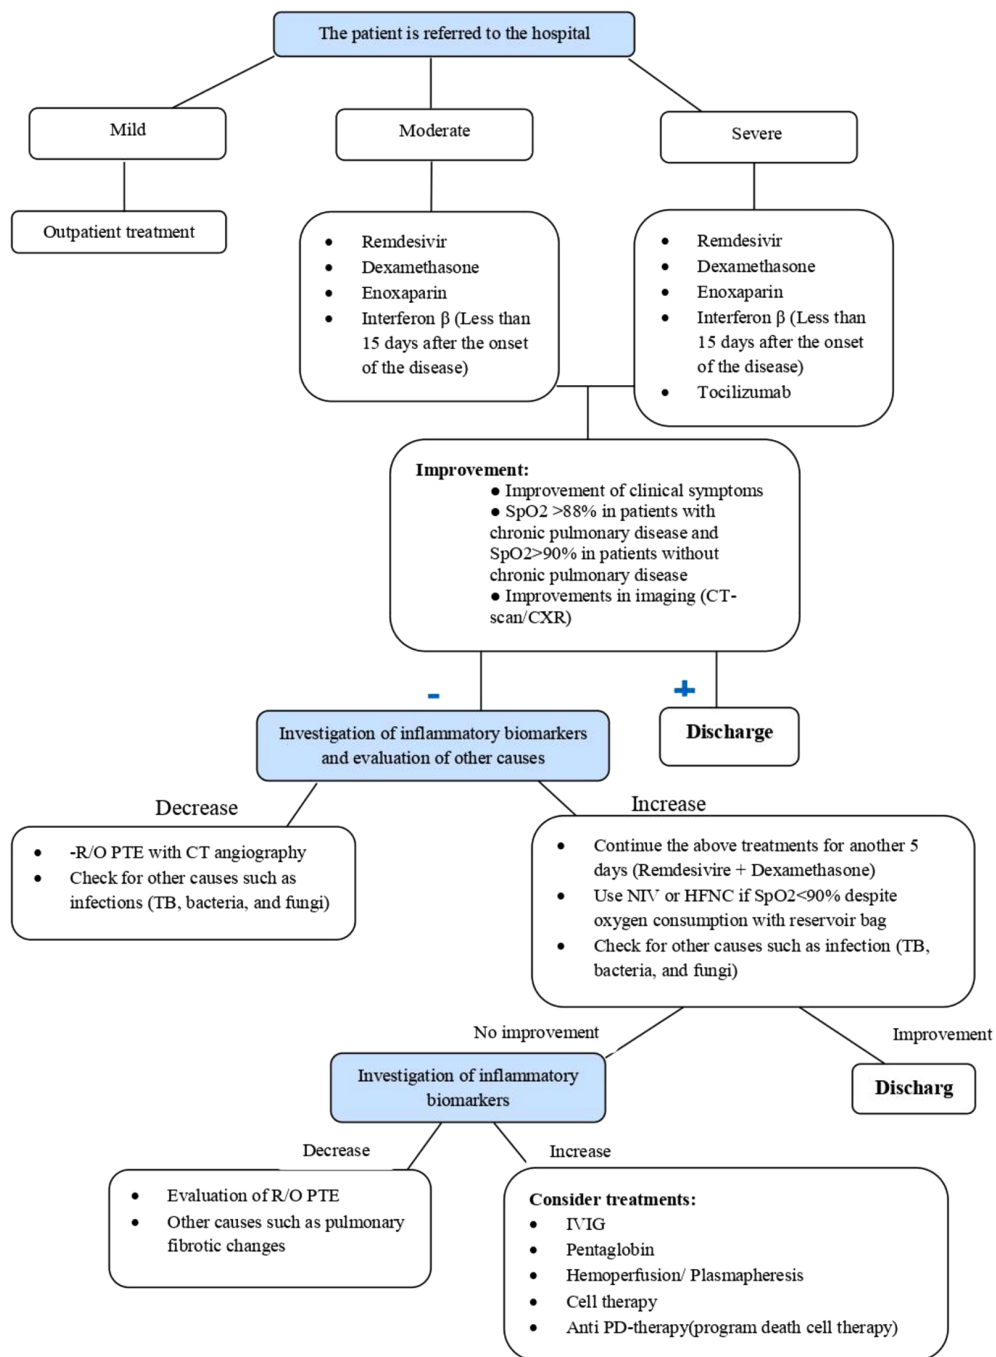 The patient is referred to the hospital
Mild
Moderate
Severe
Outpatient treatment
● Remdesivir
● Dexamethasone
● Enoxaparin
● Interferon β (Less than
15 days after the onset
of the disease)
● Remdesivir
● Dexamethasone
● Enoxaparin
● Interferon β (Less than
15 days after the onset
of the disease)
● Tocilizumab
Improvement:
● Improvement of clinical symptoms
● SpO2 >88% in patients with
chronic pulmonary disease and
SpO2>90% in patients without
chronic pulmonary disease
● Improvements in imaging (CT-
scan/CXR)
-
+
Investigation of inflammatory biomarkers
and evaluation of other causes
Discharge
Decrease
Increase
● -R/O PTE with CT angiography
● Check for other causes such as
infections (TB, bacteria, and fungi)
● Continue the above treatments for another 5
days (Remdesivire + Dexamethasone)
● Use NIV or HFNC if SpO2<90% despite
oxygen consumption with reservoir bag
● Check for other causes such as infection (TB,
bacteria, and fungi)
No improvement
Improvement
Investigation of inflammatory
biomarkers
Discharg
Decrease
Increase
● Evaluation of R/O PTE
● Other causes such as pulmonary
fibrotic changes
Consider treatments:
● IVIG
● Pentaglobin
● Hemoperfusion/ Plasmapheresis
● Cell therapy
● Anti PD-therapy(program death cell therapy)